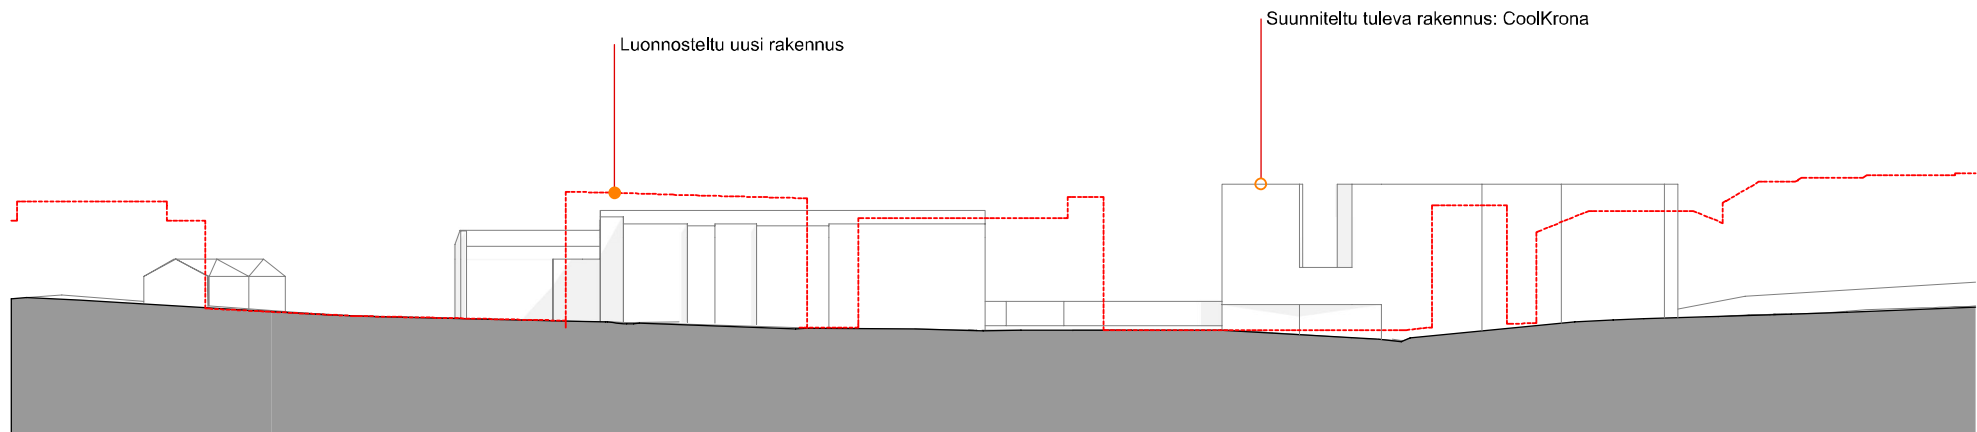 Suunniteltu tuleva rakennus: CoolKrona
Luonnosteltu uusi rakennus